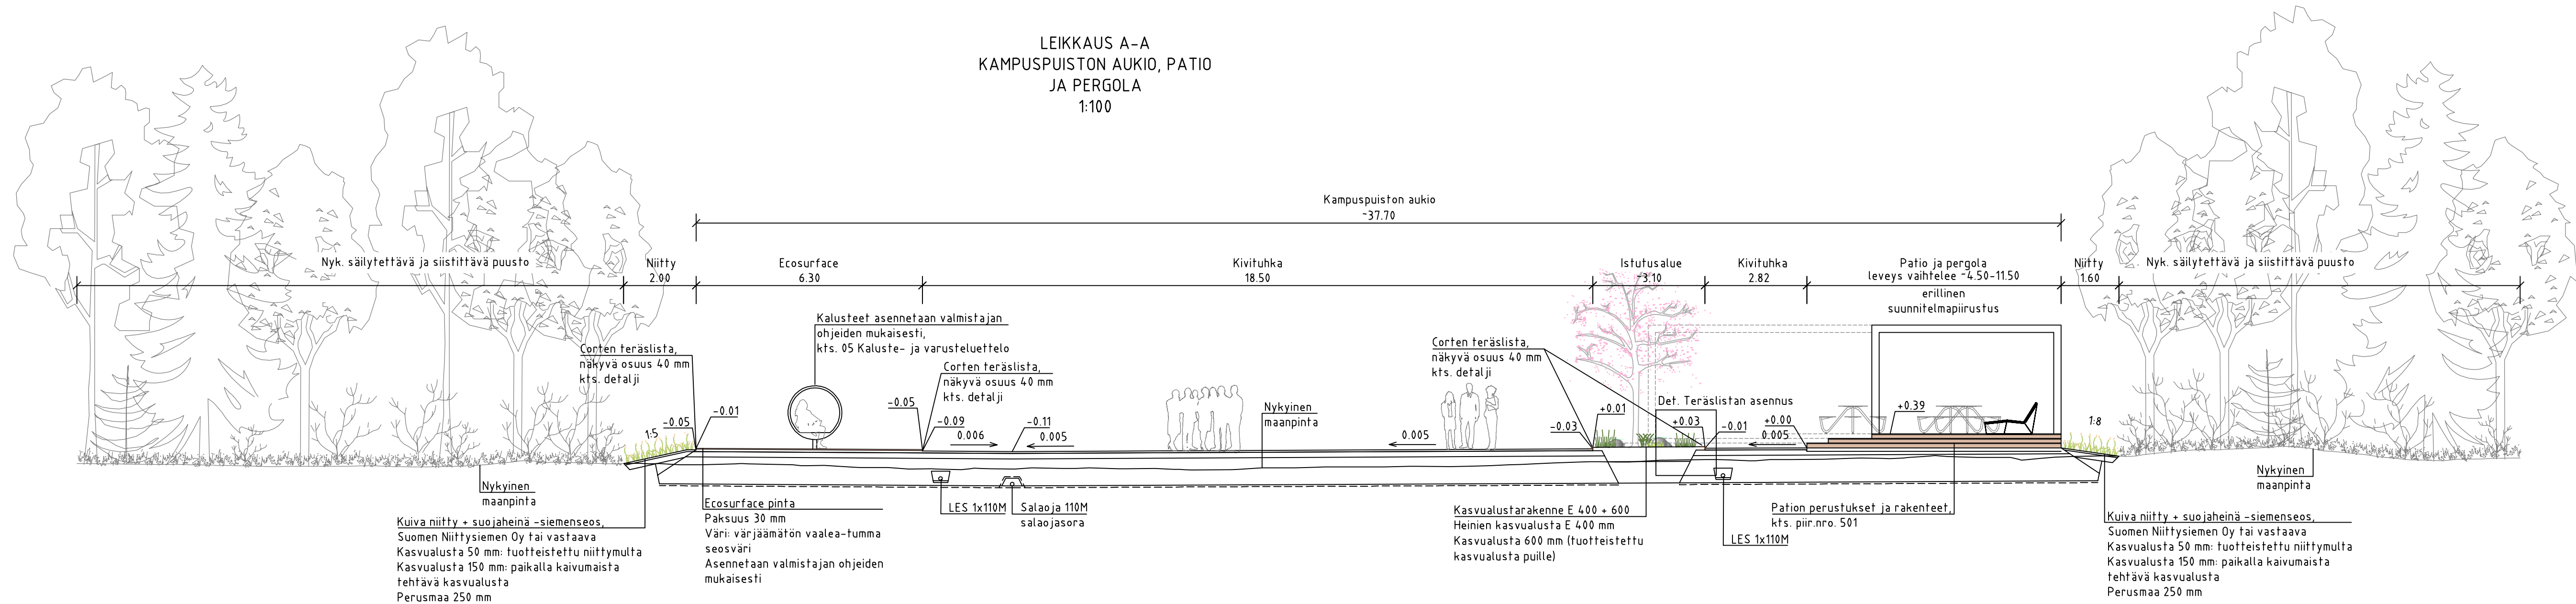 LEIKKAUS A-A
KAMPUSPUISTON AUKIO, PATIO
JA PERGOLA
1:100
Kampuspuiston aukio
~37.70
Nyk. säilytettävä ja siistittävä puusto
Niitty
2.00
Ecosurface
6.30
Kivituhka
18.50
Istutusalue
~3.10
Kivituhka
2.82
Patio ja pergola
leveys vaihtelee ~4.50-11.50
erillinen
suunnitelmapiirustus
Niitty
1.60
Nyk. säilytettävä ja siistittävä puusto
Corten teräslista,
näkyvä osuus 40 mm
kts. detalji
Kalusteet asennetaan valmistajan
ohjeiden mukaisesti,
kts. 05 Kaluste- ja varusteluettelo
Corten teräslista,
näkyvä osuus 40 mm
kts. detalji
Corten teräslista,
näkyvä osuus 40 mm
kts. detalji
Det. Teräslistan asennus
1:5
-0.05
-0.01
-0.05
-0.09
0.006
-0.11
0.005
Nykyinen
maanpinta
0.005
-0.03
+0.01
+0.03
-0.01
+0.00
0.005
+0.39
1:8
Nykyinen
maanpinta
Kuiva niitty + suojaheinä -siemenseos,
Suomen Niittysiemen Oy tai vastaava
Kasvualusta 50 mm: tuotteistettu niittymulta
Kasvualusta 150 mm: paikalla kaivumaista
tehtävä kasvualusta
Perusmaa 250 mm
Ecosurface pinta
Paksuus 30 mm
Väri: värjäämätön vaalea-tumma
seosväri
Asennetaan valmistajan ohjeiden
mukaisesti
LES 1x110M
Salaoja 110M
salaojasora
Kasvualustarakenne E 400 + 600
Heinien kasvualusta E 400 mm
Kasvualusta 600 mm (tuotteistettu
kasvualusta puille)
LES 1x110M
Pation perustukset ja rakenteet,
kts. piir.nro. 501
Nykyinen
maanpinta
Kuiva niitty + suojaheinä -siemenseos,
Suomen Niittysiemen Oy tai vastaava
Kasvualusta 50 mm: tuotteistettu niittymulta
Kasvualusta 150 mm: paikalla kaivumaista
tehtävä kasvualusta
Perusmaa 250 mm